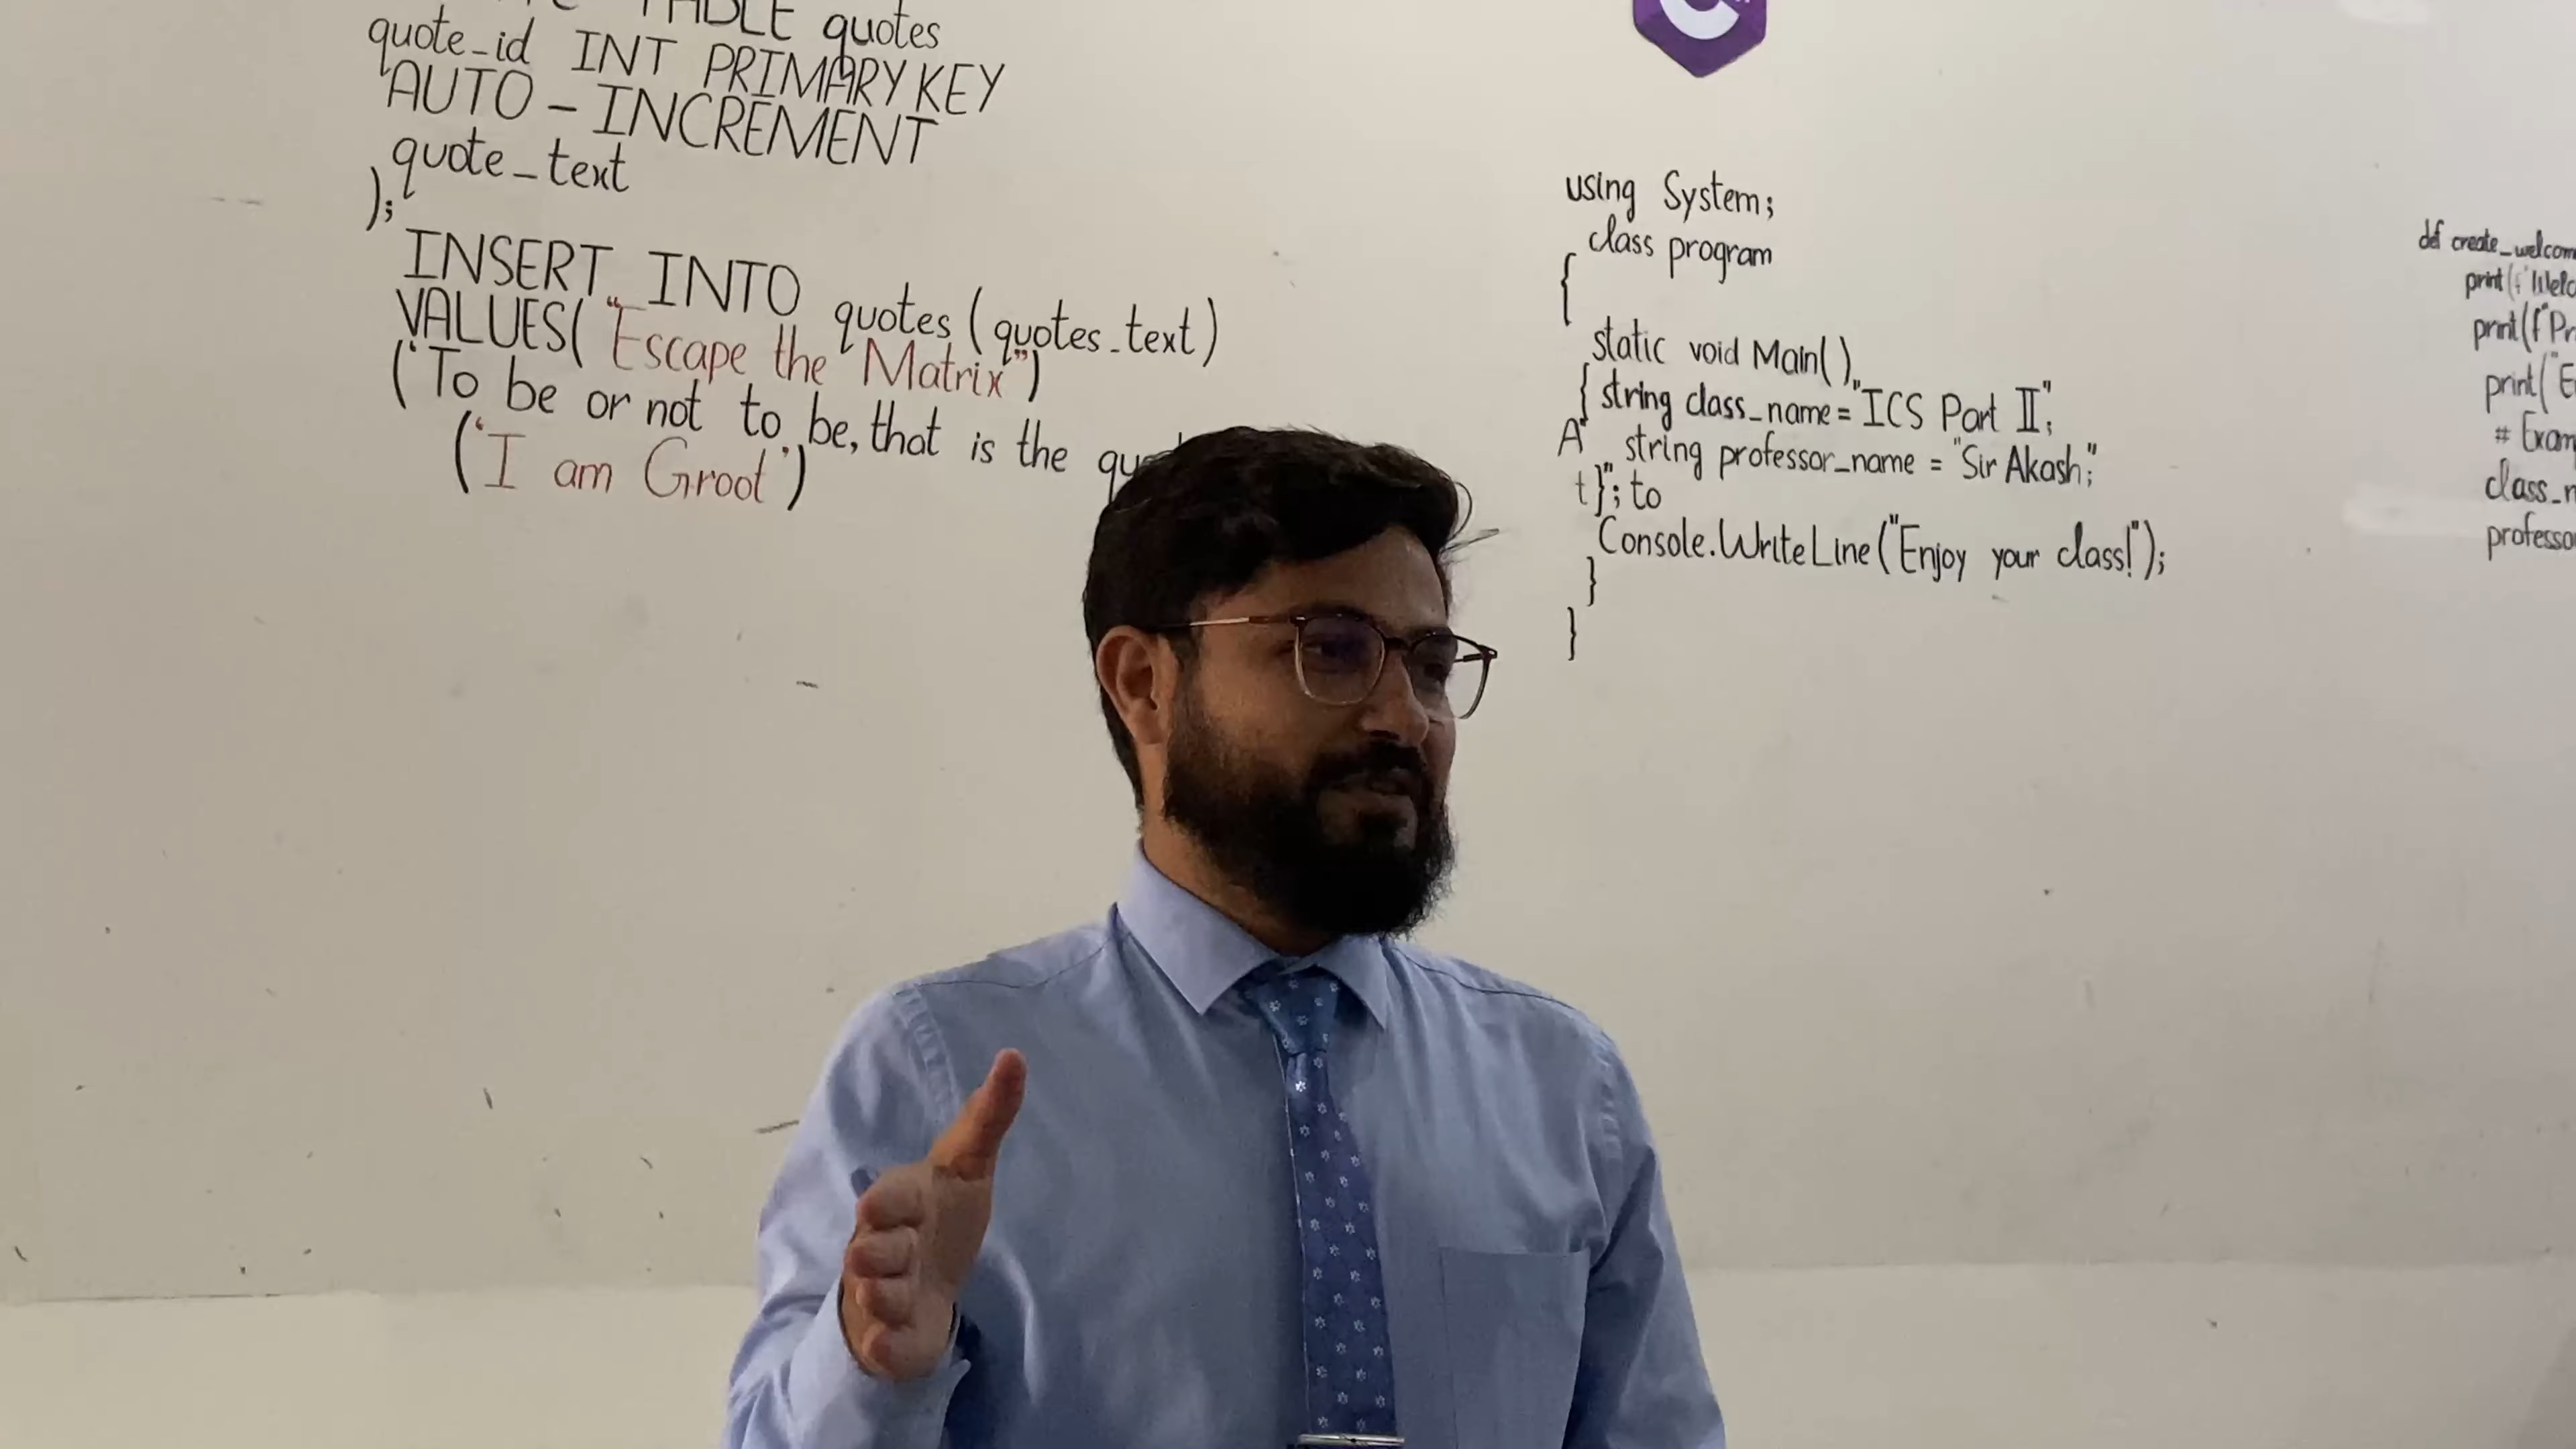 TABLE quotes
quote_id INT PRIMARY KEY
AUTO - INCREMENT
quote_text
);
INSERT INTO quotes (quotes_text)
VALUES( "Escape the Matrix")
('To be or not to be, that is the
('I am Groot')
using System;
class program
{
static void Main()
{ string class_name = "ICS Part II";
A" string professor_name = "Sir Akash;"
t}"; to
Console.WriteLine("Enjoy your class!");
}
}
def create_welcom
print(f'Welc
print(f"Pr
print("E
# Exam
class_n
professo